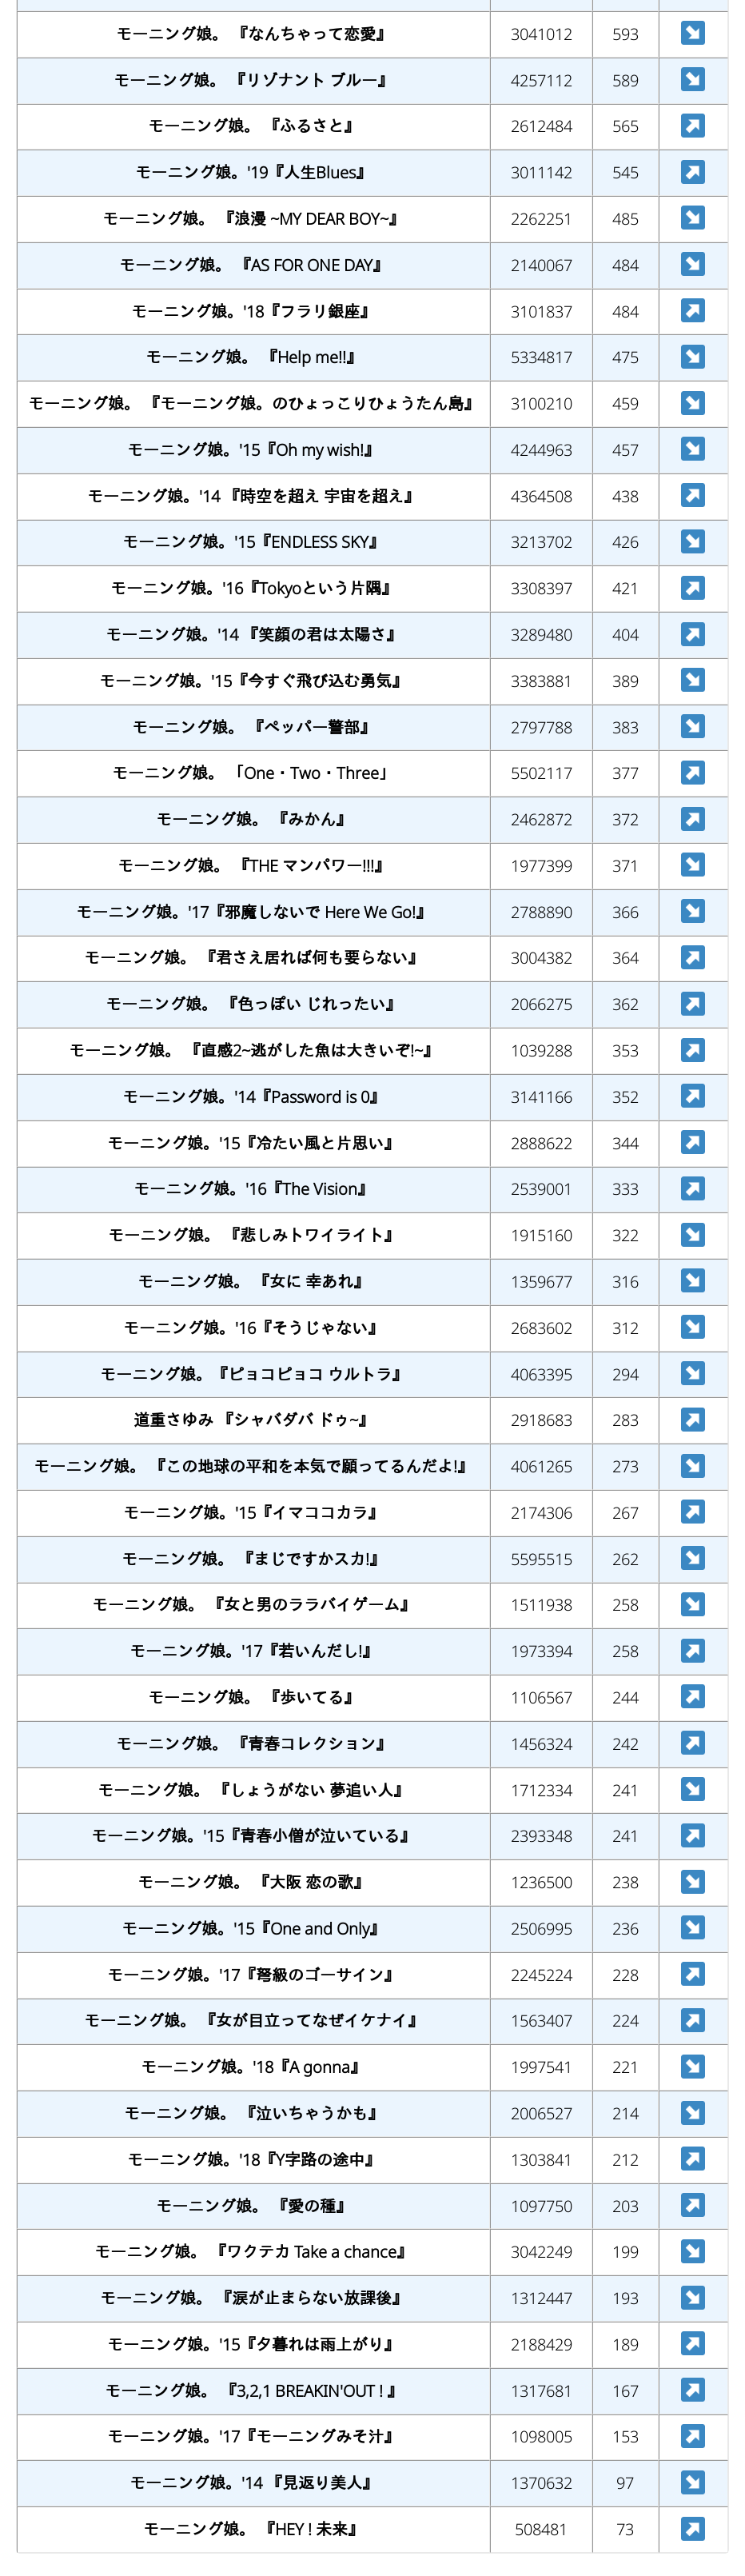 モーニング娘。 『なんちゃって恋愛』 3041012 593 ↘
モーニング娘。 『リゾナント ブルー』 4257112 589 ↘
モーニング娘。 『ふるさと』 2612484 565 ↗
モーニング娘。'19『人生Blues』 3011142 545 ↗
モーニング娘。 『浪漫 ~MY DEAR BOY~』 2262251 485 ↘
モーニング娘。 『AS FOR ONE DAY』 2140067 484 ↘
モーニング娘。'18『フラリ銀座』 3101837 484 ↗
モーニング娘。 『Help me!!』 5334817 475 ↘
モーニング娘。 『モーニング娘。のひょっこりひょうたん島』 3100210 459 ↘
モーニング娘。'15『Oh my wish!』 4244963 457 ↘
モーニング娘。'14 『時空を超え 宇宙を超え』 4364508 438 ↗
モーニング娘。'15『ENDLESS SKY』 3213702 426 ↘
モーニング娘。'16『Tokyoという片隅』 3308397 421 ↗
モーニング娘。'14 『笑顔の君は太陽さ』 3289480 404 ↗
モーニング娘。'15『今すぐ飛び込む勇気』 3383881 389 ↘
モーニング娘。 『ペッパー警部』 2797788 383 ↘
モーニング娘。 「One・Two・Three」 5502117 377 ↗
モーニング娘。 『みかん』 2462872 372 ↗
モーニング娘。 『THE マンパワー!!!』 1977399 371 ↘
モーニング娘。'17『邪魔しないで Here We Go!』 2788890 366 ↘
モーニング娘。 『君さえ居れば何も要らない』 3004382 364 ↗
モーニング娘。 『色っぽい じれったい』 2066275 362 ↗
モーニング娘。 『直感2~逃がした魚は大きいぞ!~』 1039288 353 ↗
モーニング娘。'14『Password is 0』 3141166 352 ↗
モーニング娘。'15『冷たい風と片思い』 2888622 344 ↗
モーニング娘。'16『The Vision』 2539001 333 ↗
モーニング娘。 『悲しみトワイライト』 1915160 322 ↘
モーニング娘。 『女に 幸あれ』 1359677 316 ↘
モーニング娘。'16『そうじゃない』 2683602 312 ↘
モーニング娘。『ピョコピョコ ウルトラ』 4063395 294 ↘
道重さゆみ 『シャバダバ ドゥ~』 2918683 283 ↗
モーニング娘。 『この地球の平和を本気で願ってるんだよ!』 4061265 273 ↘
モーニング娘。'15『イマココカラ』 2174306 267 ↗
モーニング娘。 『まじですかスカ!』 5595515 262 ↘
モーニング娘。 『女と男のララバイゲーム』 1511938 258 ↘
モーニング娘。'17『若いんだし!』 1973394 258 ↗
モーニング娘。 『歩いてる』 1106567 244 ↗
モーニング娘。 『青春コレクション』 1456324 242 ↗
モーニング娘。 『しょうがない 夢追い人』 1712334 241 ↘
モーニング娘。'15『青春小僧が泣いている』 2393348 241 ↗
モーニング娘。 『大阪 恋の歌』 1236500 238 ↘
モーニング娘。'15『One and Only』 2506995 236 ↘
モーニング娘。'17『弩級のゴーサイン』 2245224 228 ↗
モーニング娘。 『女が目立ってなぜイケナイ』 1563407 224 ↗
モーニング娘。'18『A gonna』 1997541 221 ↘
モーニング娘。 『泣いちゃうかも』 2006527 214 ↘
モーニング娘。'18『Y字路の途中』 1303841 212 ↗
モーニング娘。 『愛の種』 1097750 203 ↗
モーニング娘。 『ワクテカ Take a chance』 3042249 199 ↘
モーニング娘。 『涙が止まらない放課後』 1312447 193 ↘
モーニング娘。'15『夕暮れは雨上がり』 2188429 189 ↗
モーニング娘。 『3,2,1 BREAKIN'OUT ! 』 1317681 167 ↗
モーニング娘。'17『モーニングみそ汁』 1098005 153 ↗
モーニング娘。'14 『見返り美人』 1370632 97 ↘
モーニング娘。 『HEY ! 未来』 508481 73 ↗